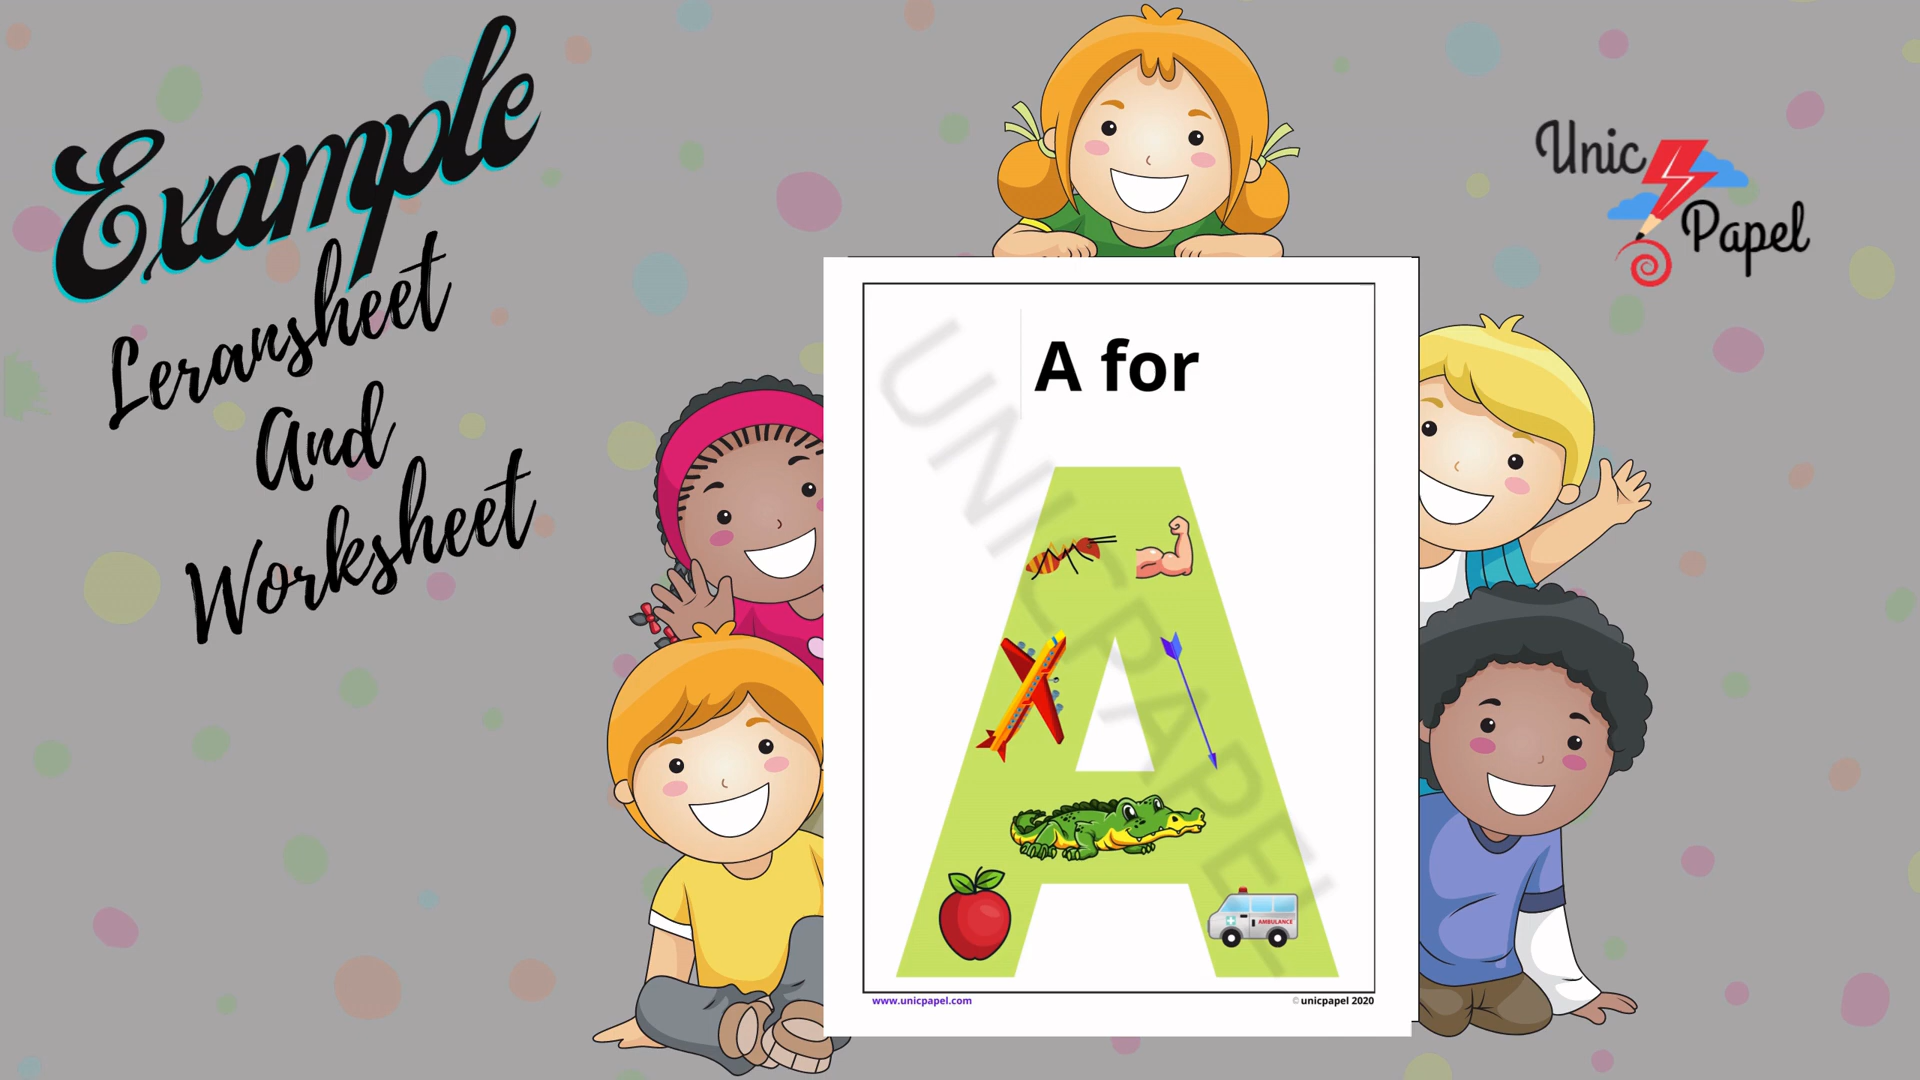 Example
Leransheet
And
Worksheet
Unic
Papel
A for
UNICPAPEL
AMBULANCE
www.unicpapel.com
©unicpapel 2020